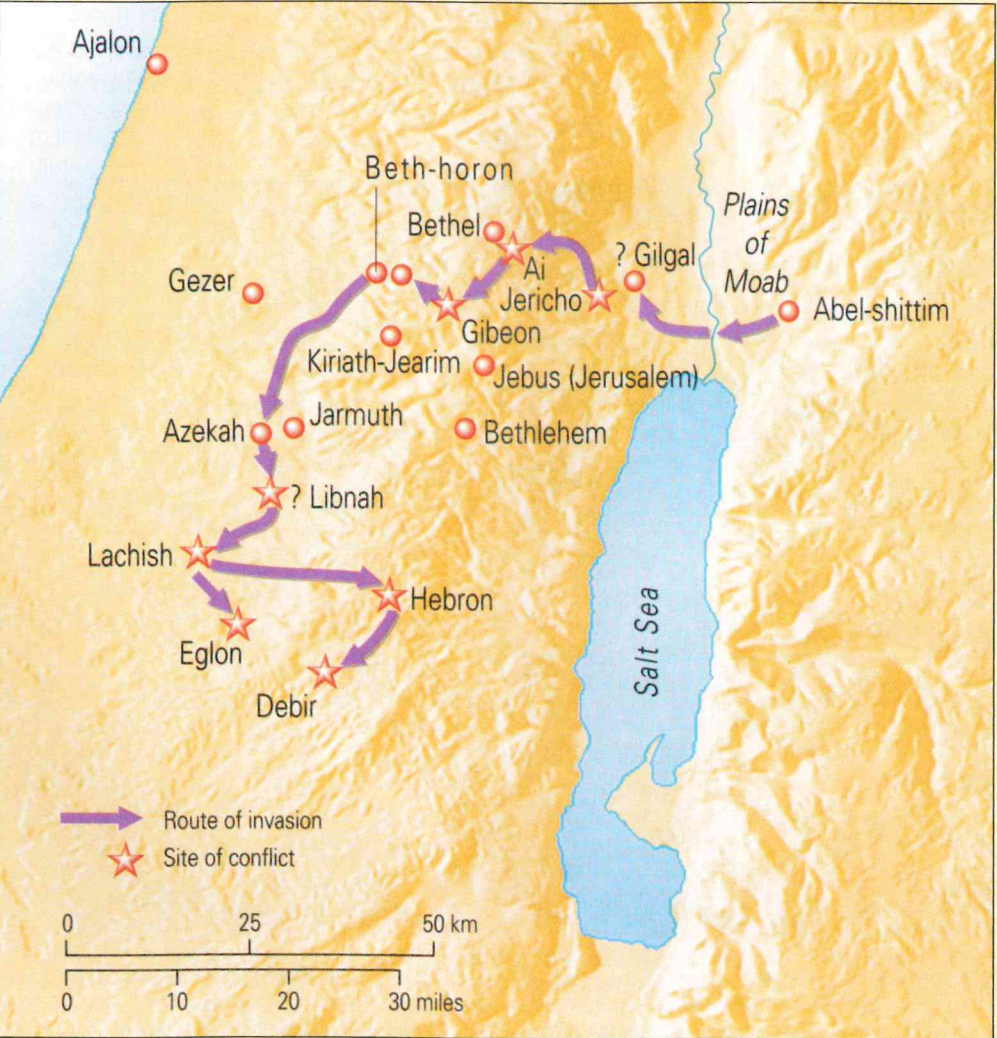 Ajalon
Beth-horon
Bethel
Plains
of
Moab
? Gilgal
Ai
Gezer
Jericho
Abel-shittim
Gibeon
Kiriath-Jearim
Jebus (Jerusalem)
Jarmuth
Azekah
Bethlehem
? Libnah
Lachish
Hebron
Eglon
Salt Sea
Debir
Route of invasion
Site of conflict
0 25 50 km
0 10 20 30 miles